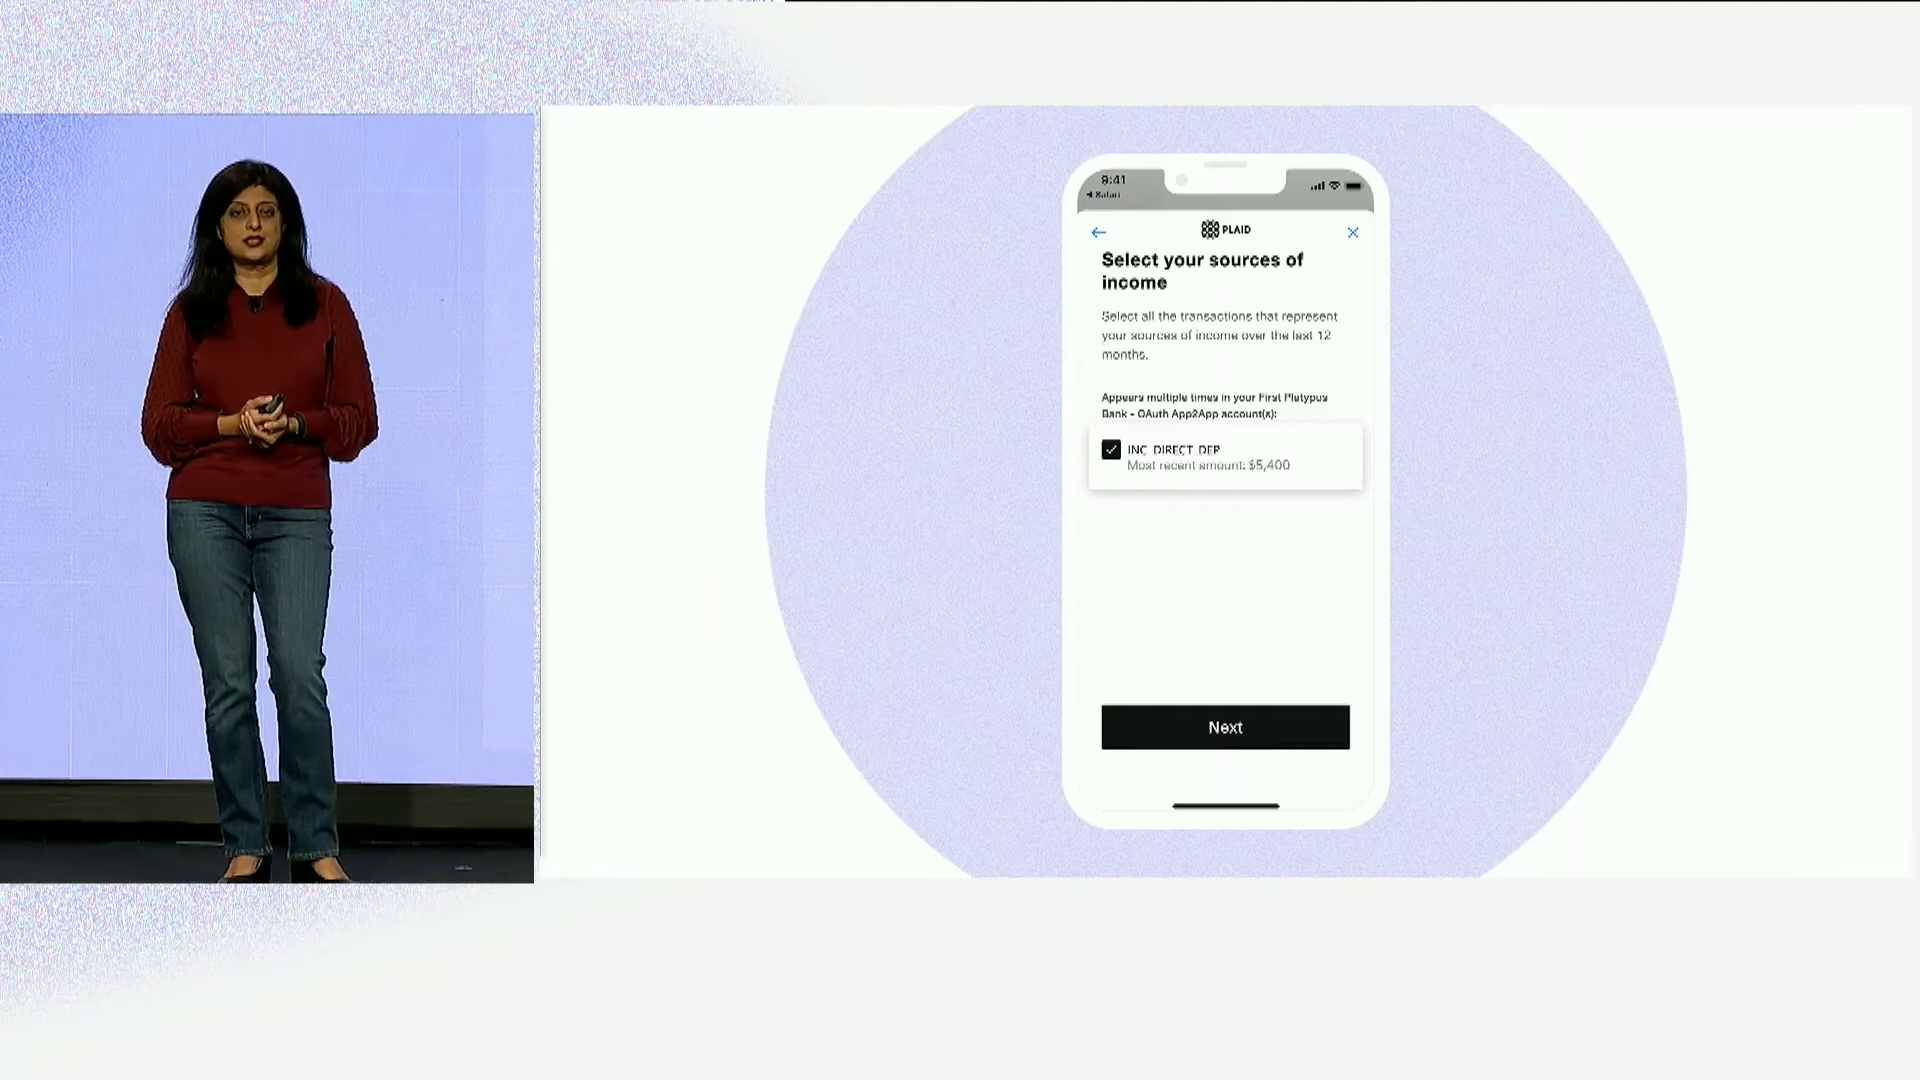 9:41
Safari
PLAID
Select your sources of
income
Select all the transactions that represent
your sources of income over the last 12
months.
Appears multiple times in your First Platypus
Bank - OAuth App2App account(s):
INC DIRECT DEP
Most recent amount: $5,400
Next